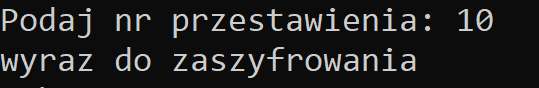 Podaj nr przestawienia: 10
wyraz do zaszyfrowania